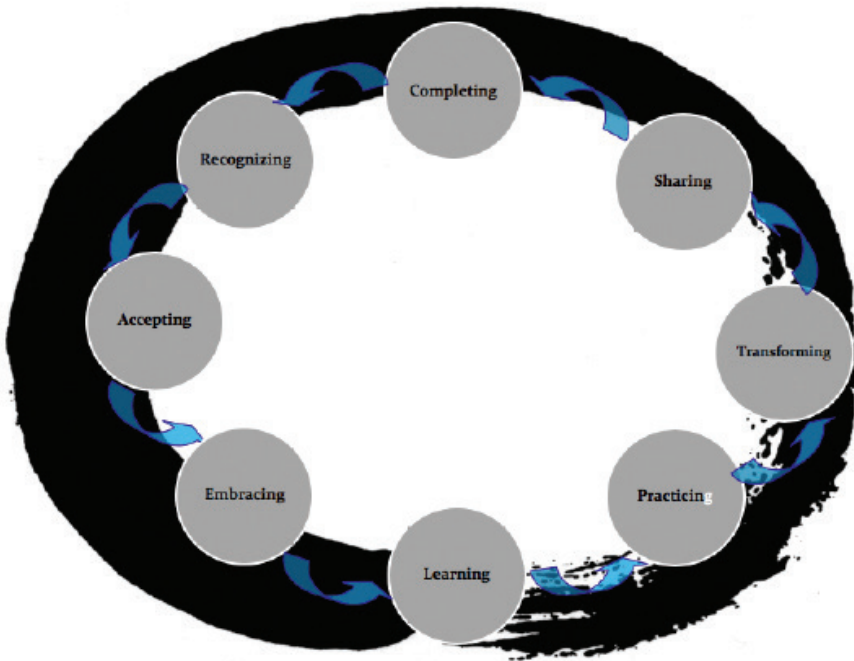 Completing
Recognizing
Sharing
Accepting
Transforming
Embracing
Practicing
Learning